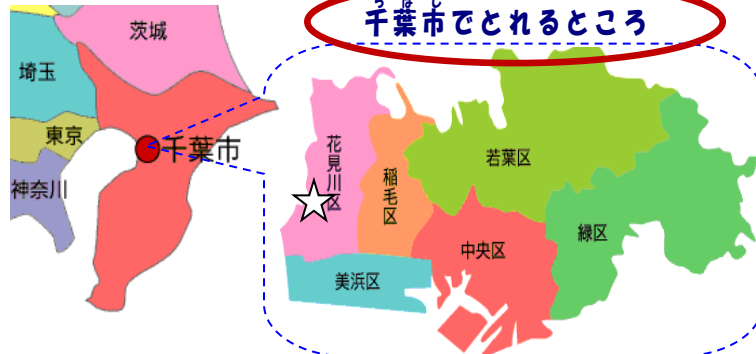 ちばし
千葉市でとれるところ
茨城
埼玉
東京
千葉市
神奈川
花見川区
稲毛区
若葉区
緑区
中央区
美浜区